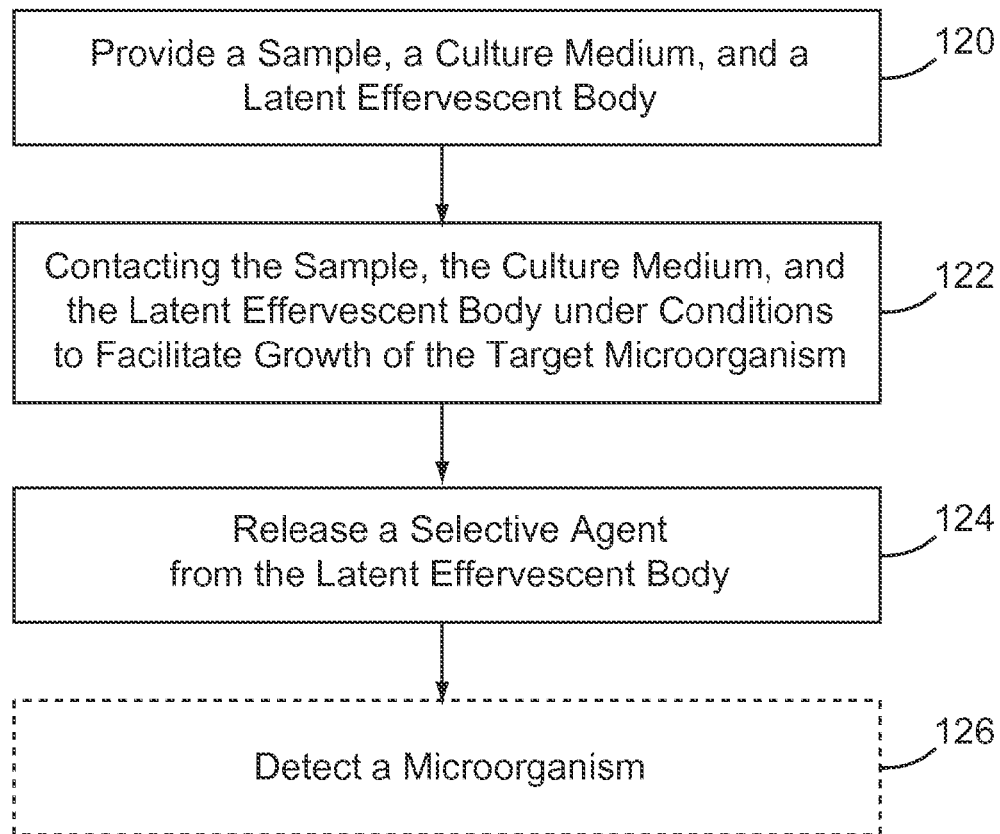 Provide a Sample, a Culture Medium, and a
Latent Effervescent Body
120
Contacting the Sample, the Culture Medium, and
the Latent Effervescent Body under Conditions
to Facilitate Growth of the Target Microorganism
122
Release a Selective Agent
from the Latent Effervescent Body
124
Detect a Microorganism
126